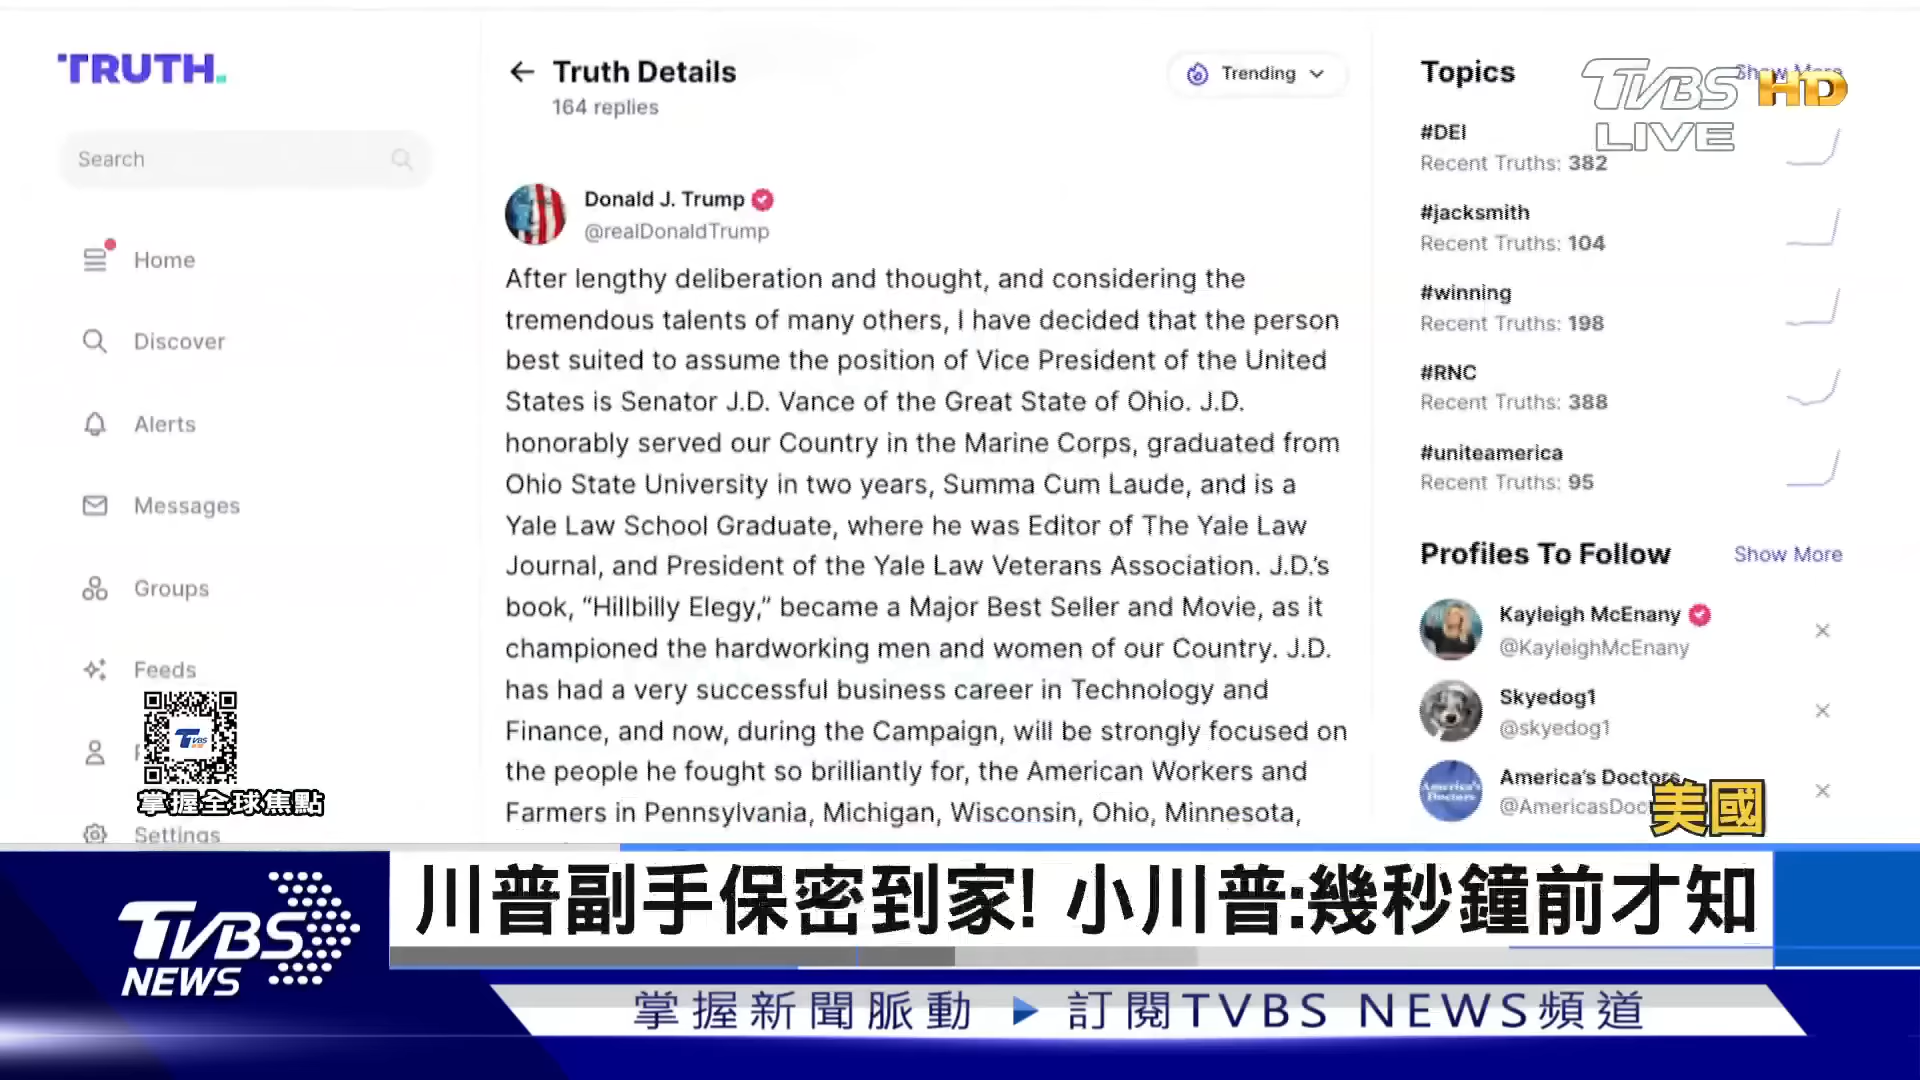 TRUTH.
Search
Home
Discover
Alerts
Messages
Groups
Feeds
Settings
TVBS
掌握全球焦點
Truth Details
164 replies
Trending
Donald J. Trump
@realDonaldTrump
After lengthy deliberation and thought, and considering the
tremendous talents of many others, I have decided that the person
best suited to assume the position of Vice President of the United
States is Senator J.D. Vance of the Great State of Ohio. J.D.
honorably served our Country in the Marine Corps, graduated from
Ohio State University in two years, Summa Cum Laude, and is a
Yale Law School Graduate, where he was Editor of The Yale Law
Journal, and President of the Yale Law Veterans Association. J.D.’s
book, “Hillbilly Elegy,” became a Major Best Seller and Movie, as it
championed the hardworking men and women of our Country. J.D.
has had a very successful business career in Technology and
Finance, and now, during the Campaign, will be strongly focused on
the people he fought so brilliantly for, the American Workers and
Farmers in Pennsylvania, Michigan, Wisconsin, Ohio, Minnesota,
Topics
Show More
TVBS HD
LIVE
#DEI
Recent Truths: 382
#jacksmith
Recent Truths: 104
#winning
Recent Truths: 198
#RNC
Recent Truths: 388
#uniteamerica
Recent Truths: 95
Profiles To Follow
Show More
Kayleigh McEnany
@KayleighMcEnany
Skyedog1
@skyedog1
America's Doctors
@AmericasDoc
America's
Doctors
美國
川普副手保密到家! 小川普:幾秒鐘前才知
TVBS
NEWS
掌握新聞脈動 訂閱TVBS NEWS頻道